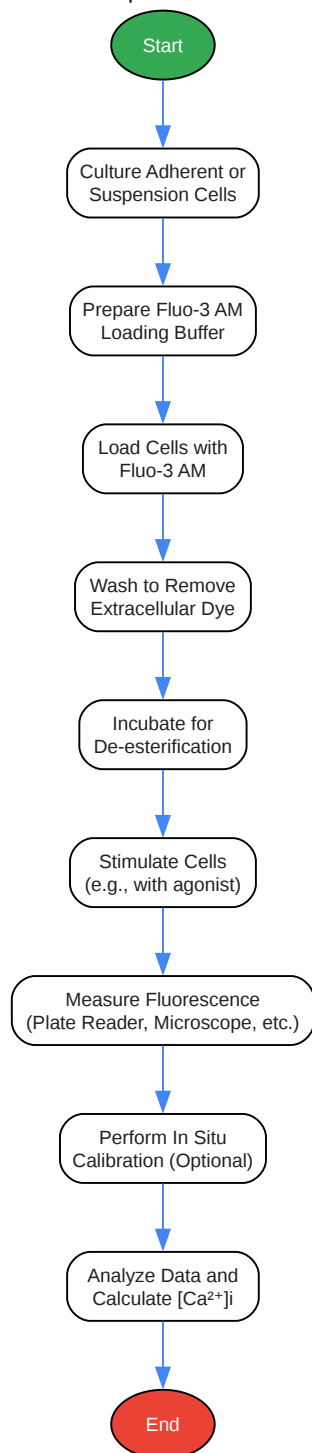 Start
Culture Adherent or
Suspension Cells
Prepare Fluo-3 AM
Loading Buffer
Load Cells with
Fluo-3 AM
Wash to Remove
Extracellular Dye
Incubate for
De-esterification
Stimulate Cells
(e.g., with agonist)
Measure Fluorescence
(Plate Reader, Microscope, etc.)
Perform In Situ
Calibration (Optional)
Analyze Data and
Calculate [Ca²⁺]i
End